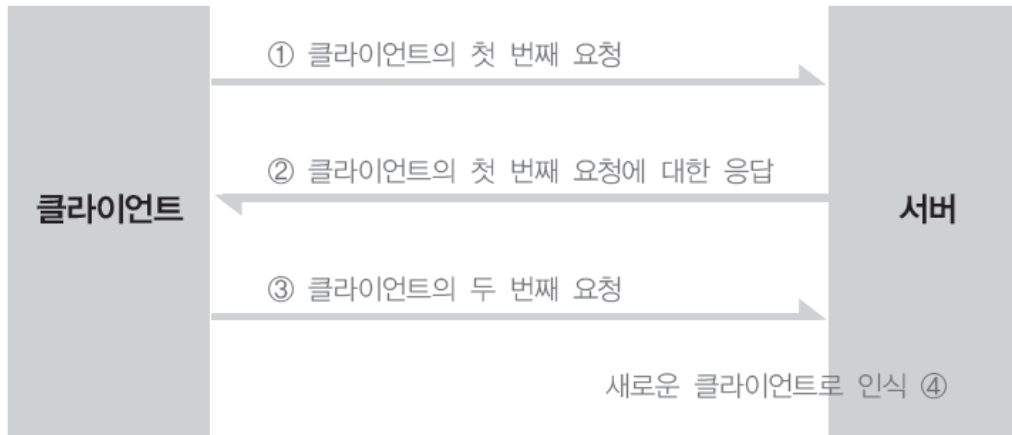 ① 클라이언트의 첫 번째 요청
② 클라이언트의 첫 번째 요청에 대한 응답
클라이언트
서버
③ 클라이언트의 두 번째 요청
새로운 클라이언트로 인식 ④